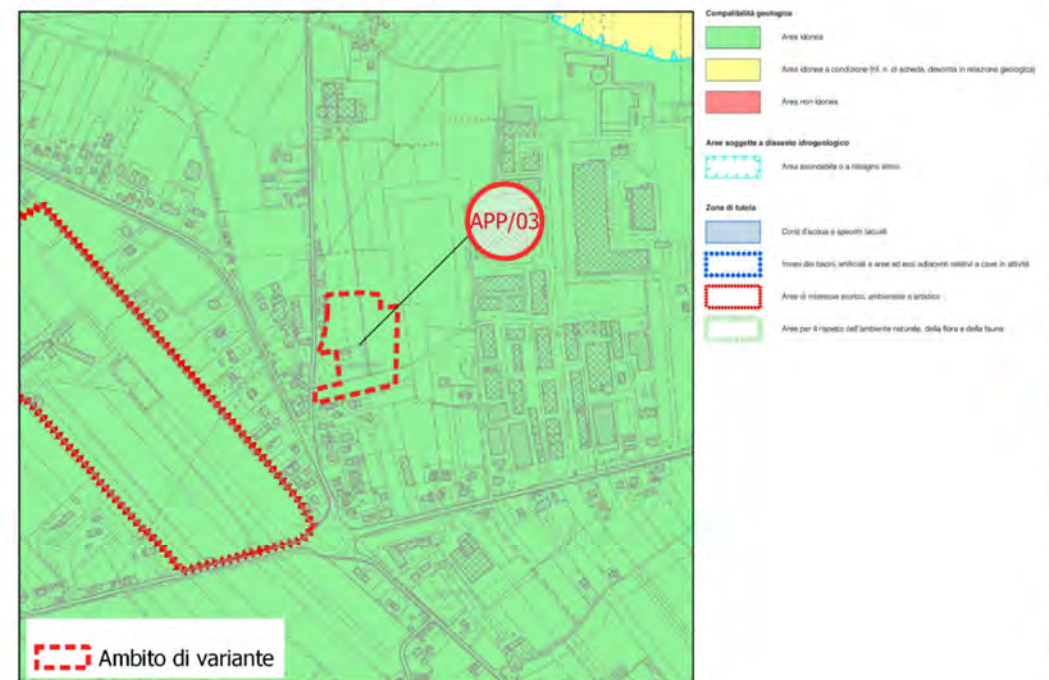 APP/03
Ambito di variante
Compatibilità geologica
Area idonea
Area idonea a condizione (rif. n. di scheda, descritta in relazione geologica)
Area non idonea
Aree soggette a dissesto idrogeologico
Area esondabile o a ristagno idrico
Zone di tutela
Corsi d'acqua e specchi lacuali
Invasi dei bacini artificiali e aree ad essi adiacenti relativi a cave in attività
Aree di interesse storico, ambientale e artistico
Aree per il rispetto dell'ambiente naturale, della flora e della fauna